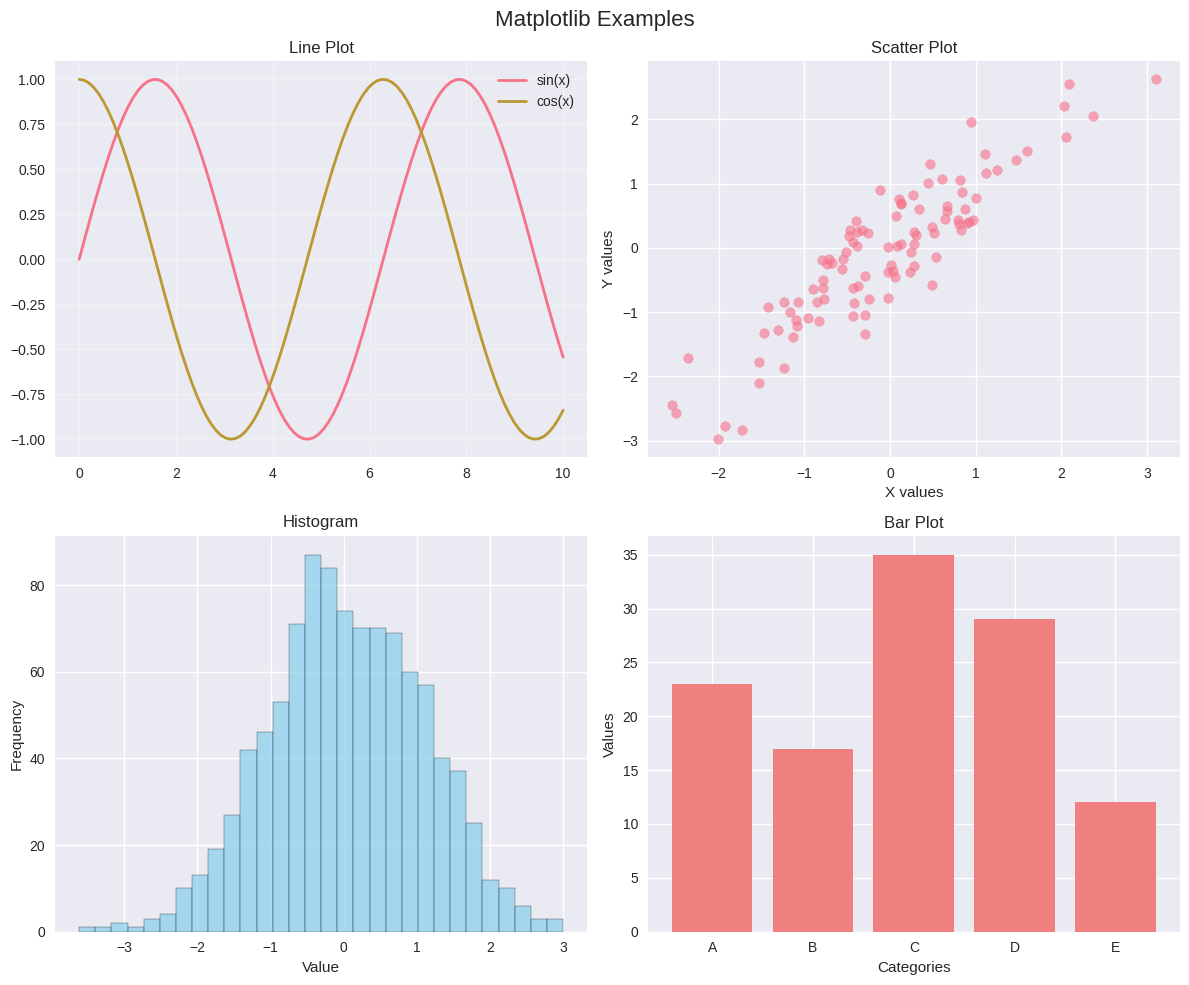 Matplotlib Examples
Line Plot
1.00
0.75
0.50
0.25
0.00
−0.25
−0.50
−0.75
−1.00
0 2 4 6 8 10
sin(x)
cos(x)
Scatter Plot
Y values
2
1
0
−1
−2
−3
−2 −1 0 1 2 3
X values
Histogram
Frequency
80
60
40
20
0
−3 −2 −1 0 1 2 3
Value
Bar Plot
Values
35
30
25
20
15
10
5
0
A B C D E
Categories